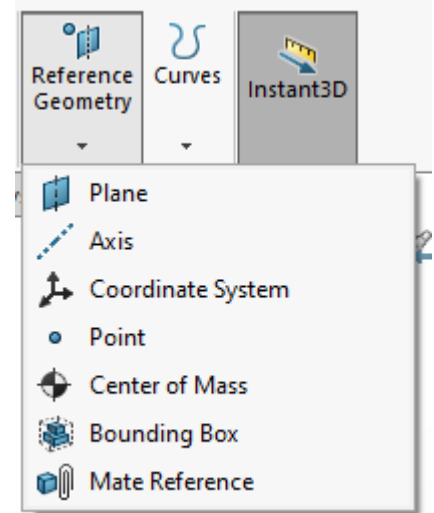 Reference
Geometry
Curves
Instant3D
Plane
Axis
Coordinate System
Point
Center of Mass
Bounding Box
Mate Reference